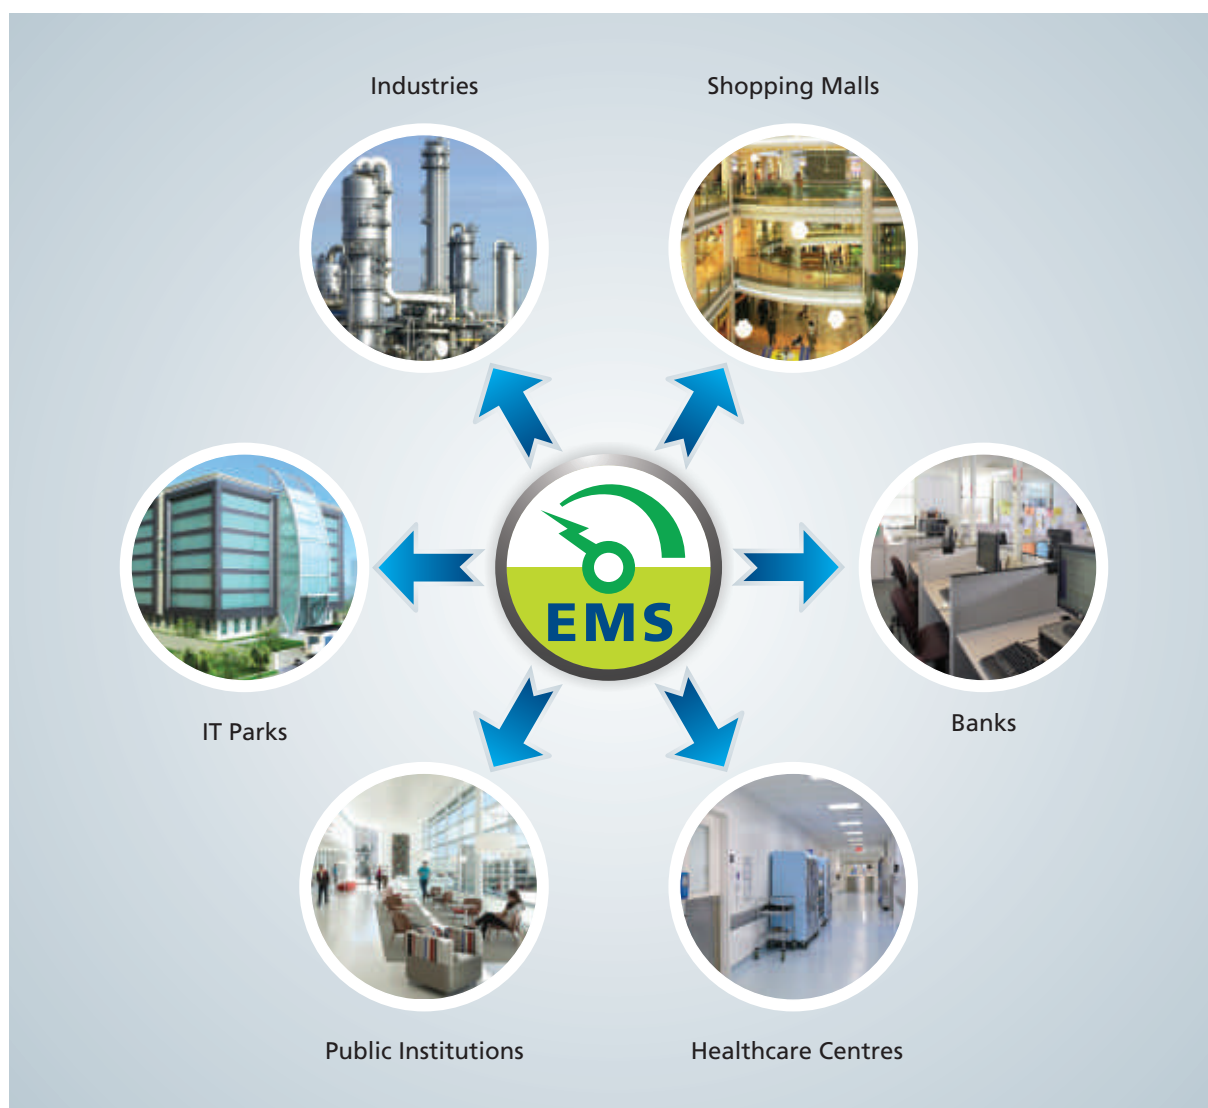 Industries
Shopping Malls
EMS
IT Parks
Banks
Public Institutions
Healthcare Centres